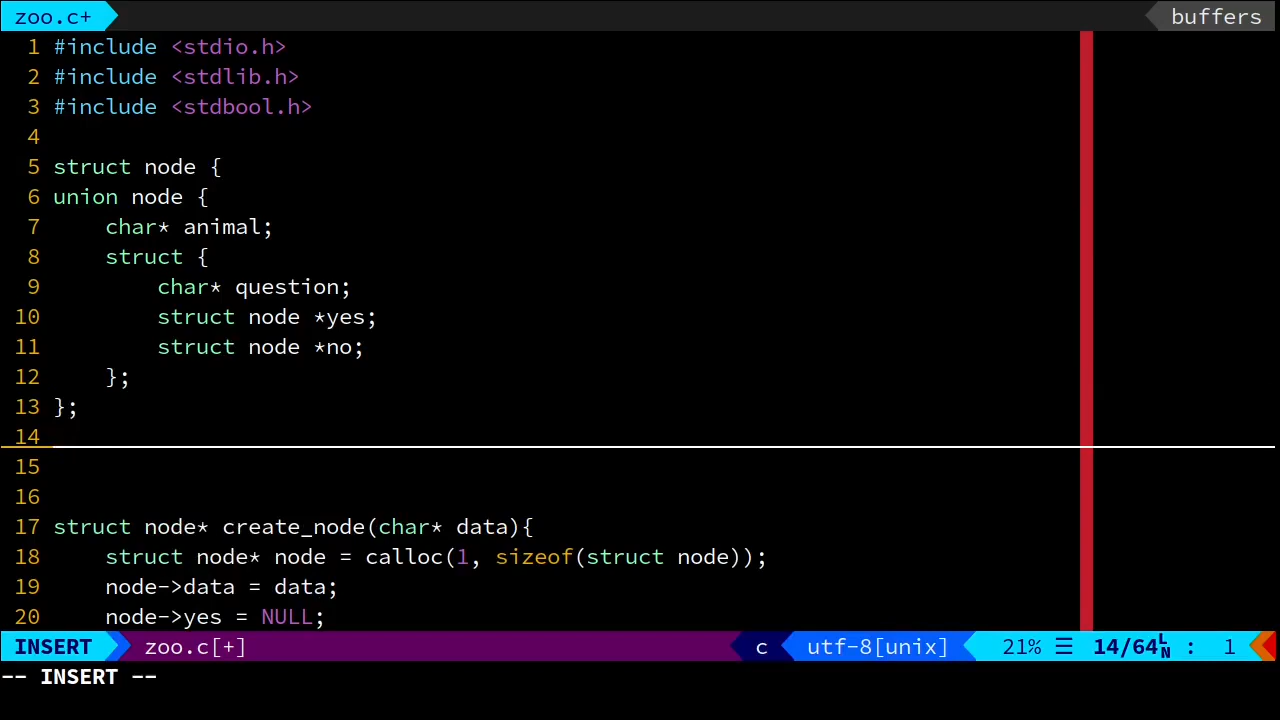 zoo.c+ buffers
1 #include <stdio.h>
2 #include <stdlib.h>
3 #include <stdbool.h>
4
5 struct node {
6 union node {
7     char* animal;
8     struct {
9         char* question;
10         struct node *yes;
11         struct node *no;
12     };
13 };
14
15
16
17 struct node* create_node(char* data){
18     struct node* node = calloc(1, sizeof(struct node));
19     node->data = data;
20     node->yes = NULL;
INSERT zoo.c[+] c utf-8[unix] 21% ☰ 14/64 LN : 1
-- INSERT --